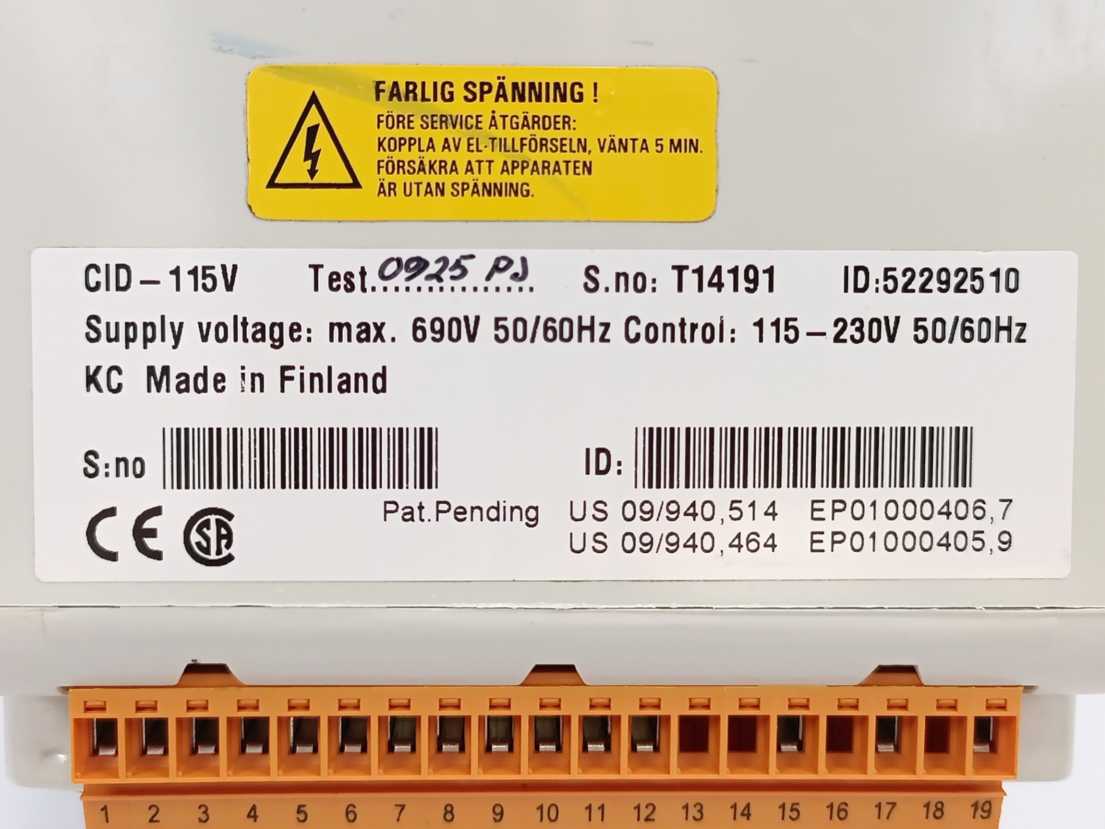 FARLIG SPÄNNING !
FÖRE SERVICE ÅTGÄRDER:
KOPPLA AV EL-TILLFÖRSELN, VÄNTA 5 MIN.
FÖRSÄKRA ATT APPARATEN
ÄR UTAN SPÄNNING.
CID-115V Test.0925 PJ S.no: T14191 ID:52292510
Supply voltage: max. 690V 50/60Hz Control: 115-230V 50/60Hz
KC Made in Finland
S:no ID:
Pat.Pending US 09/940,514 EP01000406,7
US 09/940,464 EP01000405,9
CE SA
1 2 3 4 5 6 7 8 9 10 11 12 13 14 15 16 17 18 19